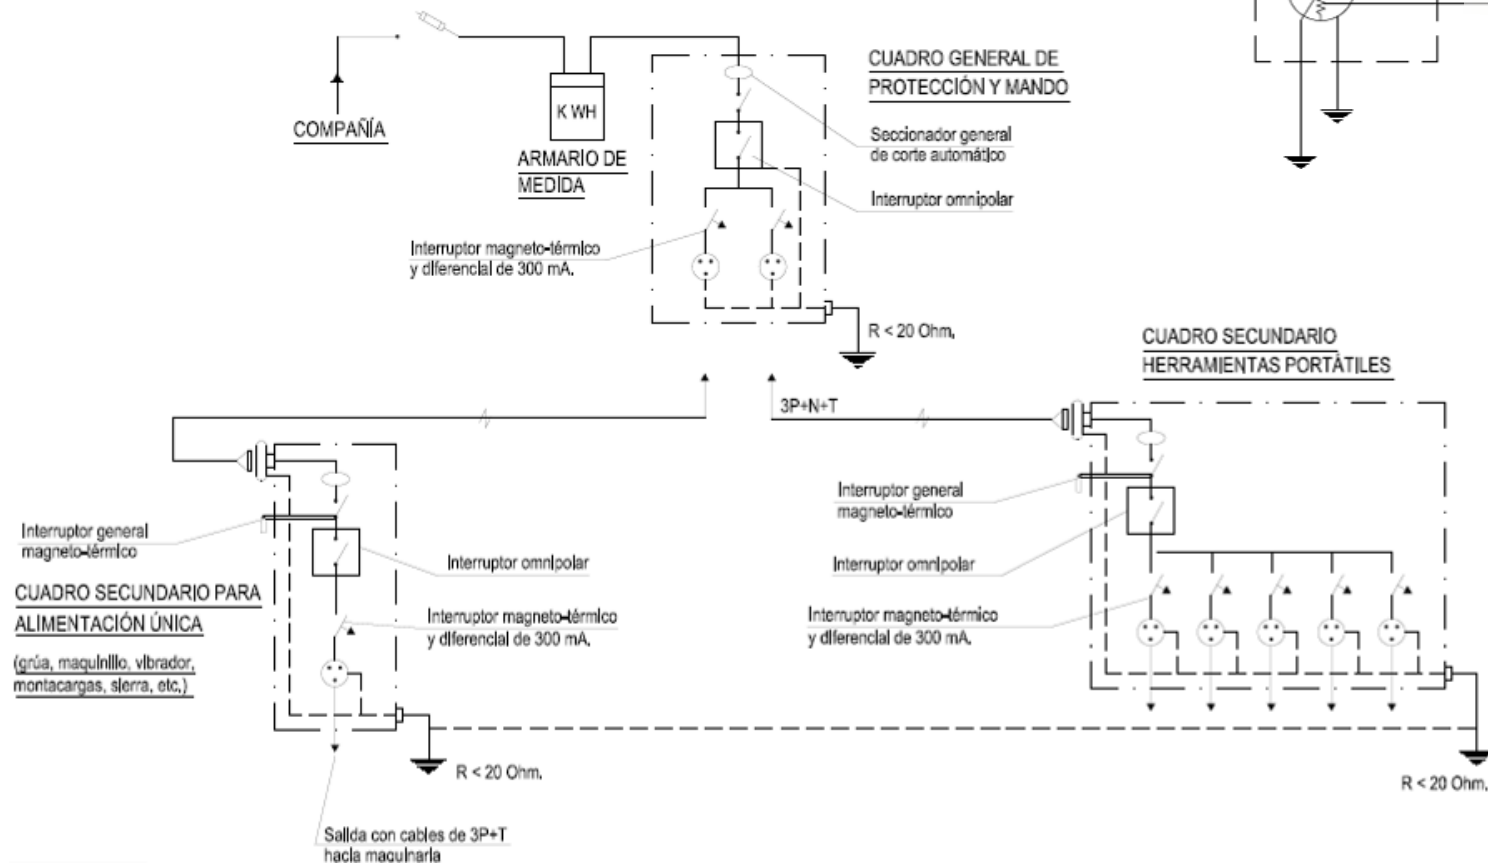 CUADRO GENERAL DE
PROTECCIÓN Y MANDO
COMPAÑÍA
K WH
ARMARIO DE
MEDIDA
Seccionador general
de corte automático
Interruptor omnipolar
Interruptor magneto-térmico
y diferencial de 300 mA.
R < 20 Ohm.
CUADRO SECUNDARIO
HERRAMIENTAS PORTÁTILES
3P+N+T
Interruptor general
magneto-térmico
Interruptor omnipolar
Interruptor magneto-térmico
y diferencial de 300 mA.
R < 20 Ohm.
Interruptor general
magneto-térmico
CUADRO SECUNDARIO PARA
ALIMENTACIÓN ÚNICA
(grúa, maquinillo, vibrador,
montacargas, sierra, etc.)
Interruptor omnipolar
Interruptor magneto-térmico
y diferencial de 300 mA.
R < 20 Ohm.
Salida con cables de 3P+T
hacia maquinaria